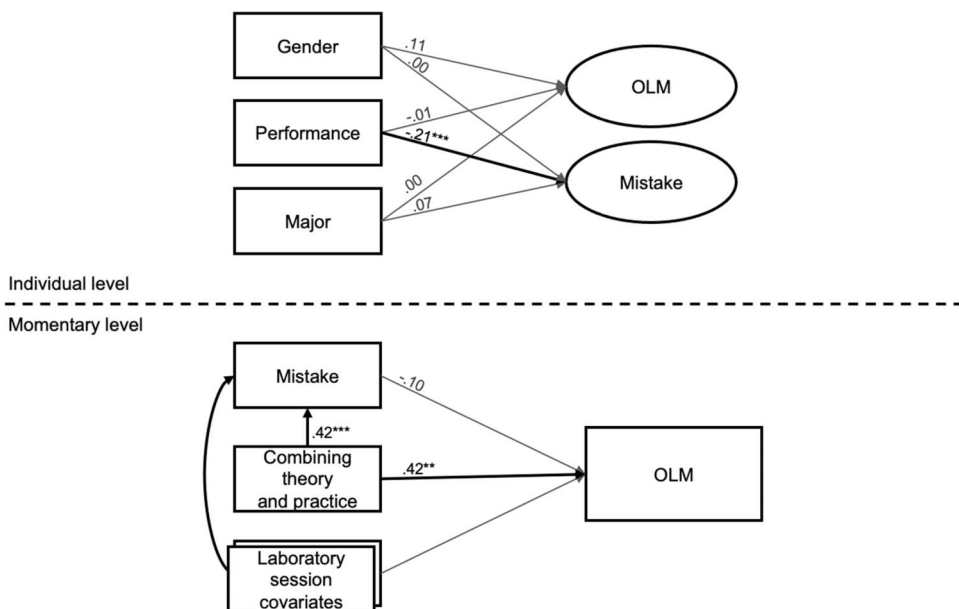 Gender
.11
.00
OLM
Performance
-.01
-.21***
Mistake
Major
.00
.07
Individual level
Momentary level
Mistake
-.10
.42***
Combining
theory
and practice
.42**
OLM
Laboratory
session
covariates